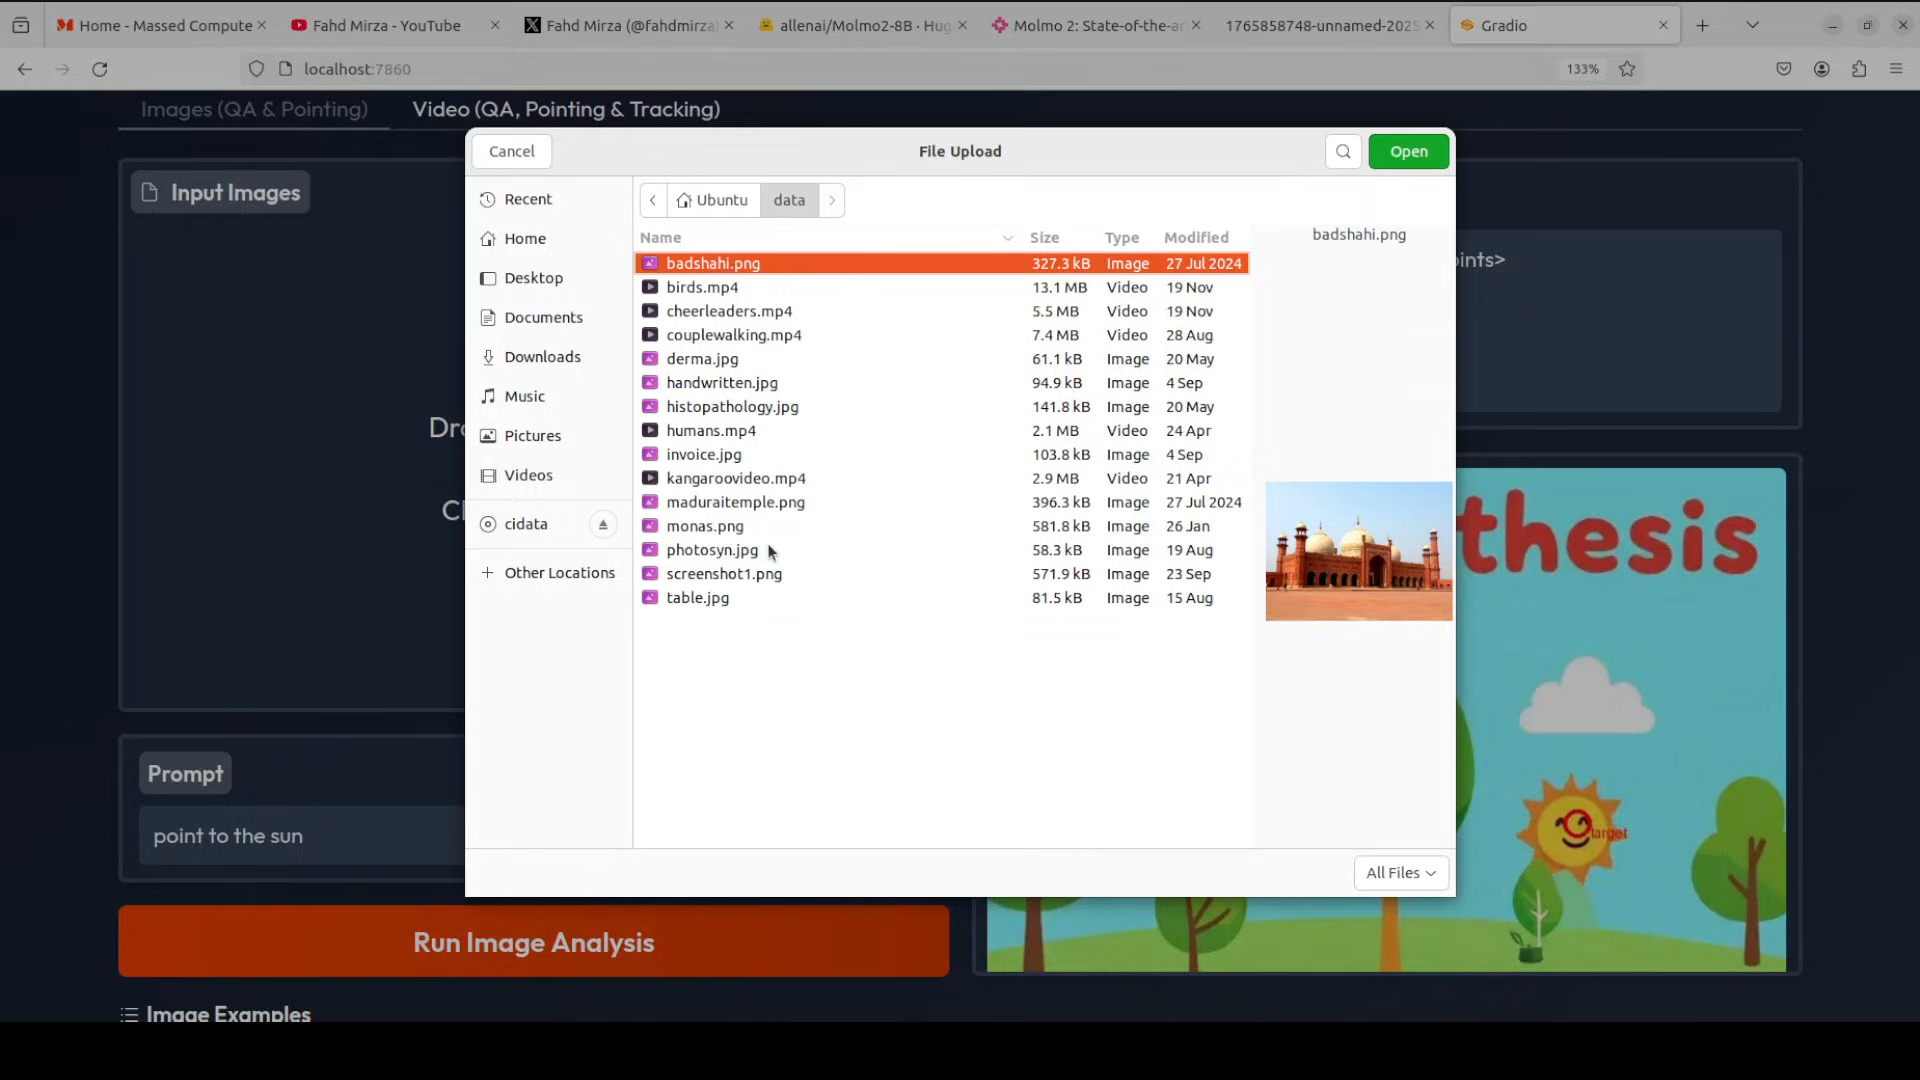 Home - Massed Compute
Fahd Mirza - YouTube
Fahd Mirza (@fahdmirza
allenai/Molmo2-8B · Hug
Molmo 2: State-of-the-ar
1765858748-unnamed-2025
Gradio
localhost:7860
133%
Images (QA & Pointing)
Video (QA, Pointing & Tracking)
Cancel
File Upload
Open
Input Images
Recent
Home
Desktop
Documents
Downloads
Music
Pictures
Videos
cidata
Other Locations
Ubuntu
data
Name Size Type Modified
badshahi.png 327.3 kB Image 27 Jul 2024
birds.mp4 13.1 MB Video 19 Nov
cheerleaders.mp4 5.5 MB Video 19 Nov
couplewalking.mp4 7.4 MB Video 28 Aug
derma.jpg 61.1 kB Image 20 May
handwritten.jpg 94.9 kB Image 4 Sep
histopathology.jpg 141.8 kB Image 20 May
humans.mp4 2.1 MB Video 24 Apr
invoice.jpg 103.8 kB Image 4 Sep
kangaroovideo.mp4 2.9 MB Video 21 Apr
maduraitemple.png 396.3 kB Image 27 Jul 2024
monas.png 581.8 kB Image 26 Jan
photosyn.jpg 58.3 kB Image 19 Aug
screenshot1.png 571.9 kB Image 23 Sep
table.jpg 81.5 kB Image 15 Aug
badshahi.png
All Files
ints>
Dro
Cl
thesis
target
Prompt
point to the sun
Run Image Analysis
Image Examples